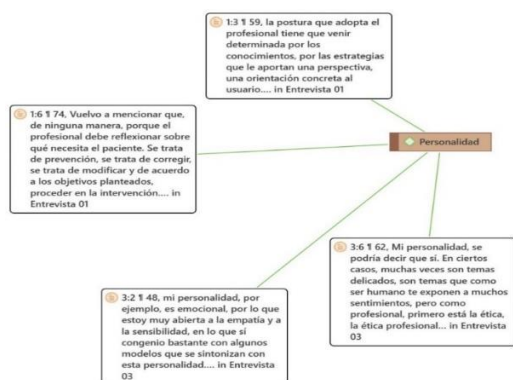 1:3 ¶ 59, la postura que adopta el
profesional tiene que venir
determinada por los
conocimientos, por las estrategias
que le aportan una perspectiva,
una orientación concreta al
usuario.... in Entrevista 01
1:6 ¶ 74, Vuelvo a mencionar que,
de ninguna manera, porque el
profesional debe reflexionar sobre
qué necesita el paciente. Se trata
de prevención, se trata de corregir,
se trata de modificar y de acuerdo
a los objetivos planteados,
proceder en la intervención.... in
Entrevista 01
Personalidad
3:6 ¶ 62, Mi personalidad, se
podría decir que sí. En ciertos
casos, muchas veces son temas
delicados, son temas que como
ser humano te exponen a muchos
sentimientos, pero como
profesional, primero está la ética,
la ética profesional... in Entrevista
03
3:2 ¶ 48, mi personalidad, por
ejemplo, es emocional, por lo que
estoy muy abierta a la empatía y a
la sensibilidad, en lo que sí
congenio bastante con algunos
modelos que se sintonizan con
esta personalidad.... in Entrevista
03